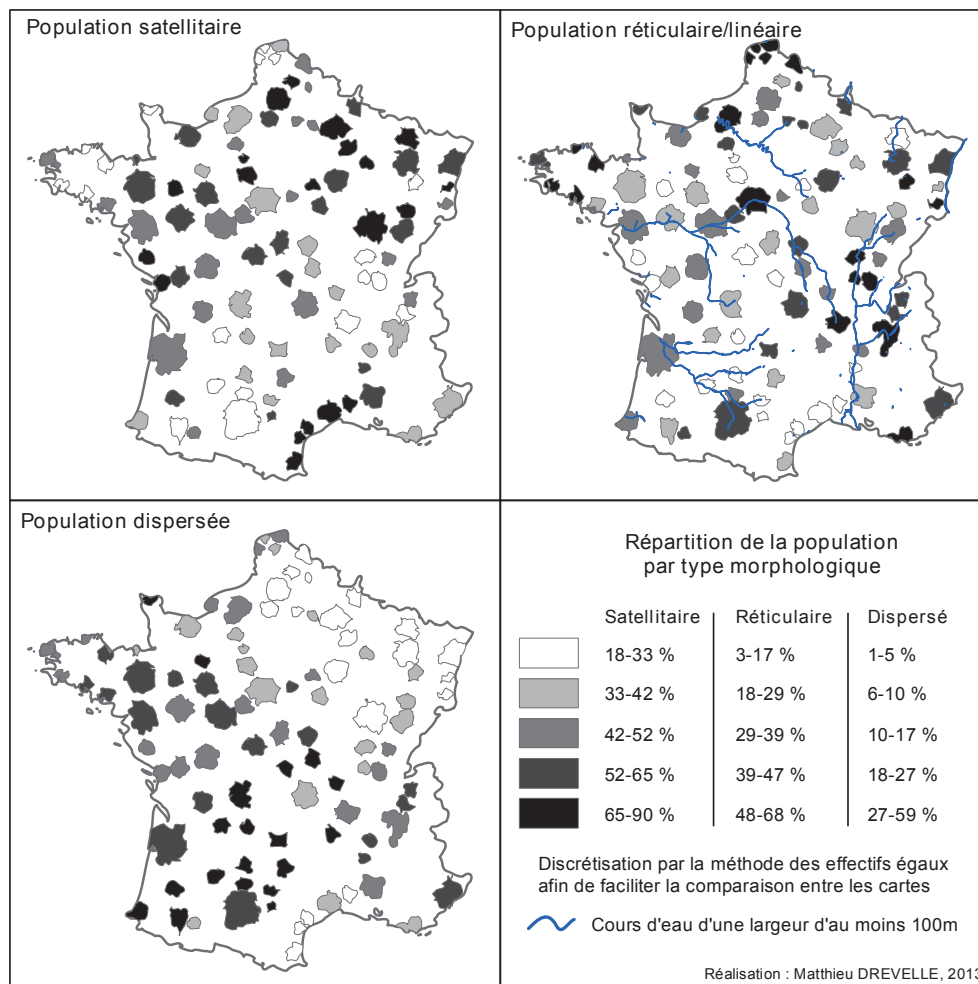 Population satellitaire
Population réticulaire/linéaire
Population dispersée
Répartition de la population
par type morphologique
Satellitaire Réticulaire Dispersé
18-33 % 3-17 % 1-5 %
33-42 % 18-29 % 6-10 %
42-52 % 29-39 % 10-17 %
52-65 % 39-47 % 18-27 %
65-90 % 48-68 % 27-59 %
Discrétisation par la méthode des effectifs égaux
afin de faciliter la comparaison entre les cartes
Cours d'eau d'une largeur d'au moins 100m
Réalisation : Matthieu DREVELLE, 2013